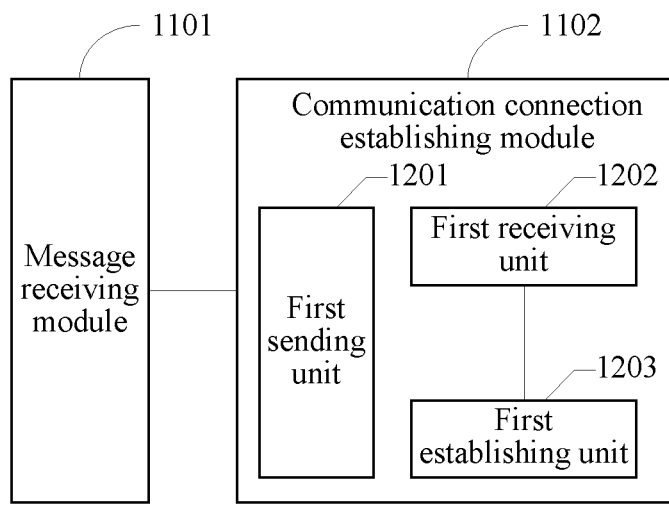 1101
1102
Communication connection
establishing module
1201
1202
First receiving
unit
Message
receiving
module
First
sending
unit
1203
First
establishing unit